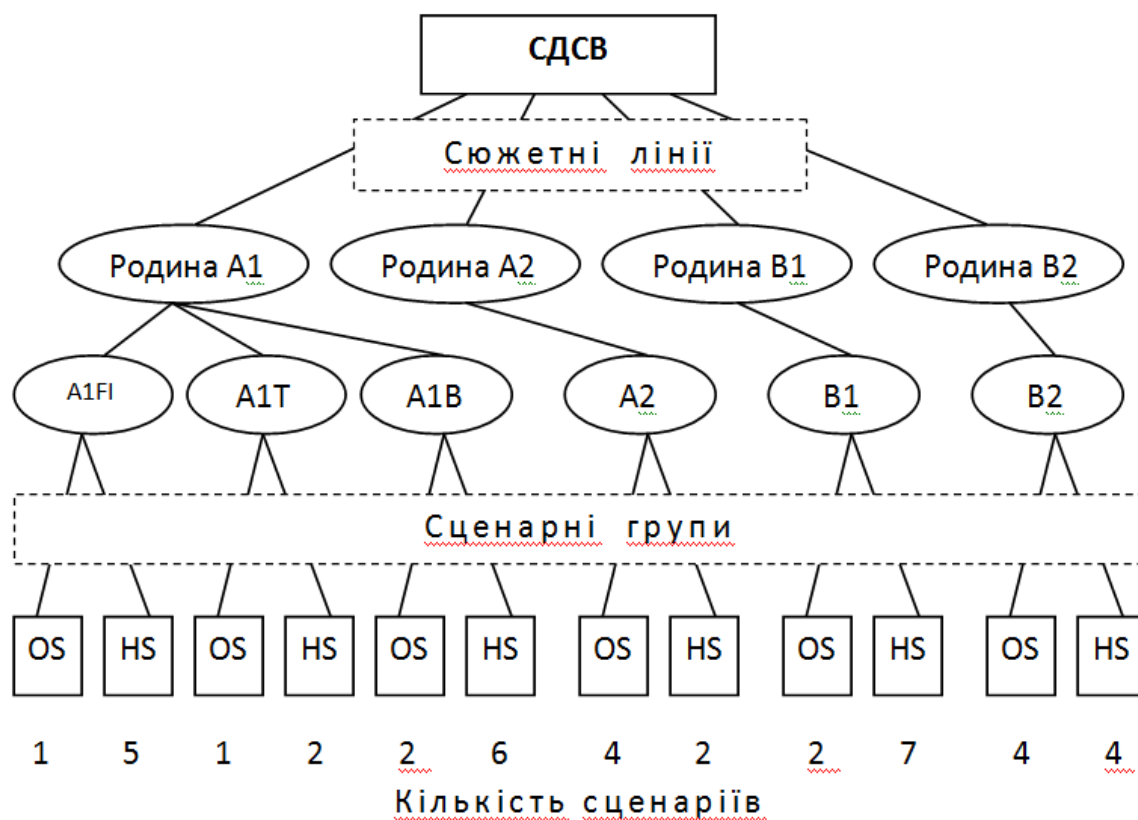 СДСВ
Сюжетні лінії
Родина А1 Родина А2 Родина В1 Родина В2
A1FI А1Т А1В А2 В1 В2
Сценарні групи
OS HS OS HS OS HS OS HS OS HS OS HS
1 5 1 2 2 6 4 2 2 7 4 4
Кількість сценаріїв